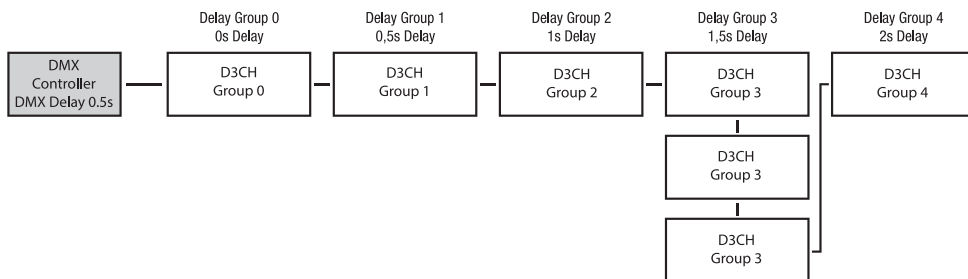 Delay Group 0
0s Delay
Delay Group 1
0,5s Delay
Delay Group 2
1s Delay
Delay Group 3
1,5s Delay
Delay Group 4
2s Delay
DMX
Controller
DMX Delay 0.5s
D3CH
Group 0
D3CH
Group 1
D3CH
Group 2
D3CH
Group 3
D3CH
Group 4
D3CH
Group 3
D3CH
Group 3